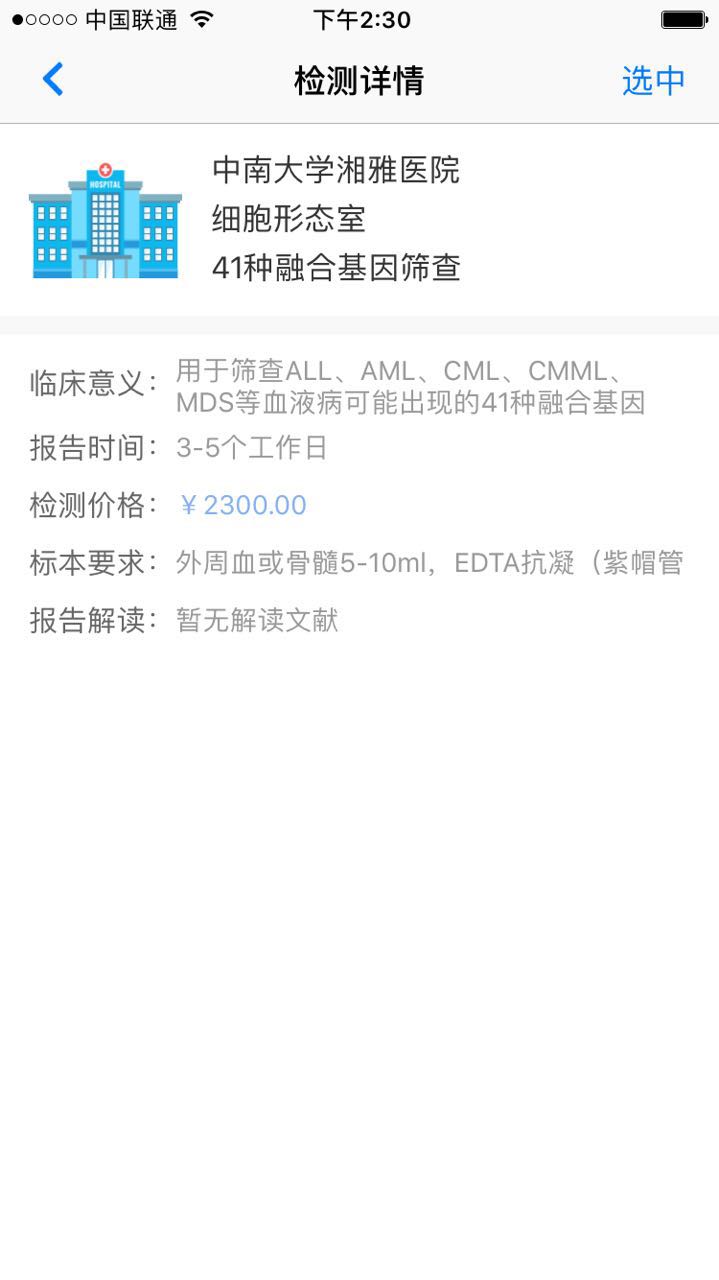 中国联通 下午2:30
检测详情 选中
HOSPITAL
中南大学湘雅医院
细胞形态室
41种融合基因筛查
临床意义：用于筛查ALL、AML、CML、CMML、
MDS等血液病可能出现的41种融合基因
报告时间：3-5个工作日
检测价格：￥2300.00
标本要求：外周血或骨髓5-10ml，EDTA抗凝（紫帽管
报告解读：暂无解读文献